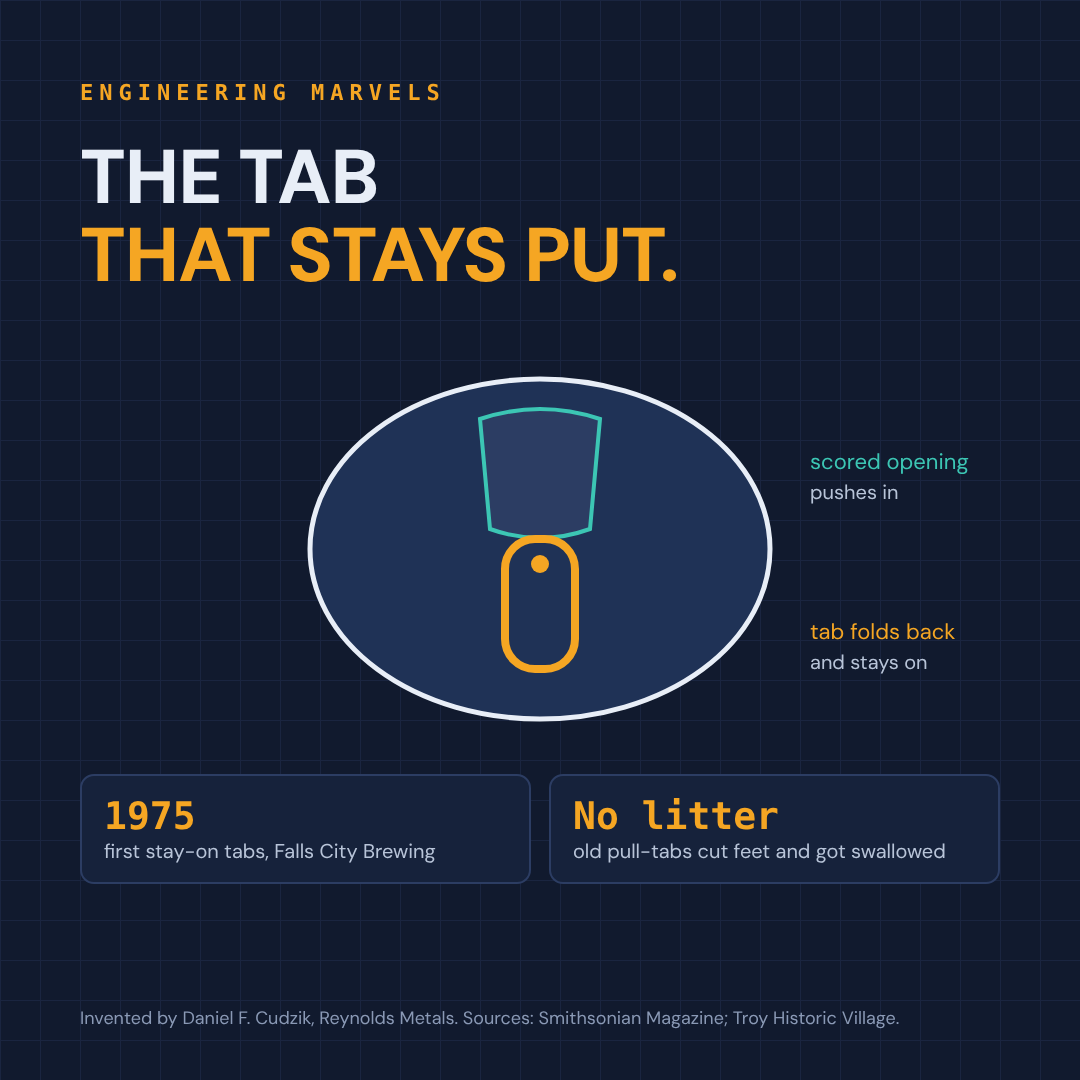 ENGINEERING MARVELS
THE TAB
THAT STAYS PUT.
scored opening
pushes in
tab folds back
and stays on
1975
first stay-on tabs, Falls City Brewing
No litter
old pull-tabs cut feet and got swallowed
Invented by Daniel F. Cudzik, Reynolds Metals. Sources: Smithsonian Magazine; Troy Historic Village.